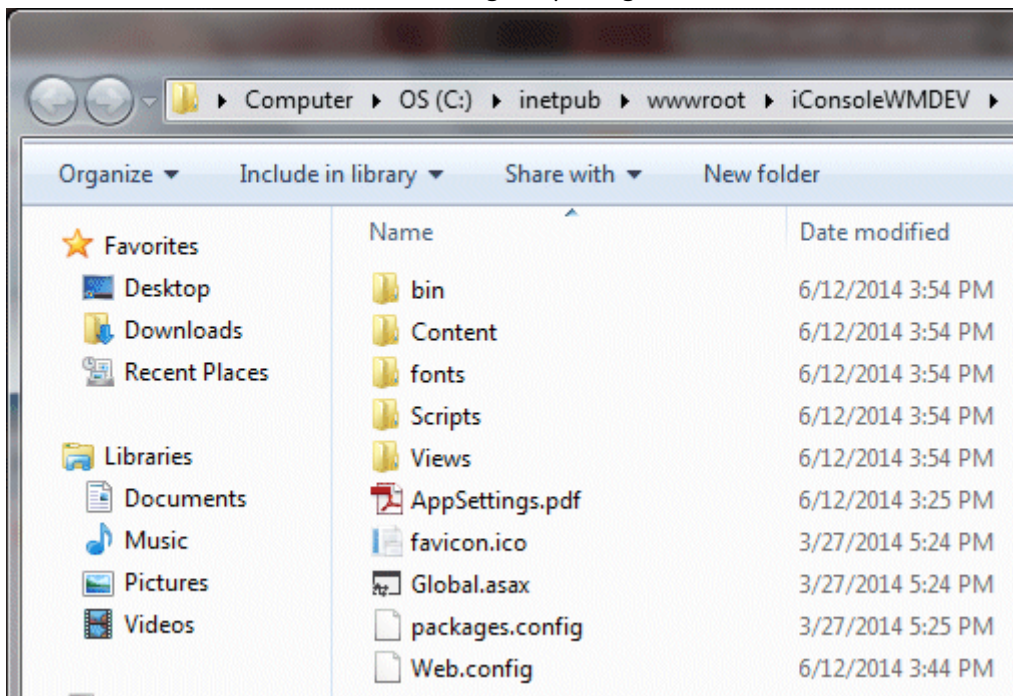 Computer OS (C:) inetpub wwwroot iConsoleWMDEV
Organize Include in library Share with New folder
Name Date modified
Favorites
Desktop
Downloads
Recent Places
Libraries
Documents
Music
Pictures
Videos
bin 6/12/2014 3:54 PM
Content 6/12/2014 3:54 PM
fonts 6/12/2014 3:54 PM
Scripts 6/12/2014 3:54 PM
Views 6/12/2014 3:54 PM
AppSettings.pdf 6/12/2014 3:25 PM
favicon.ico 3/27/2014 5:24 PM
Global.asax 3/27/2014 5:24 PM
packages.config 3/27/2014 5:25 PM
Web.config 6/12/2014 3:44 PM